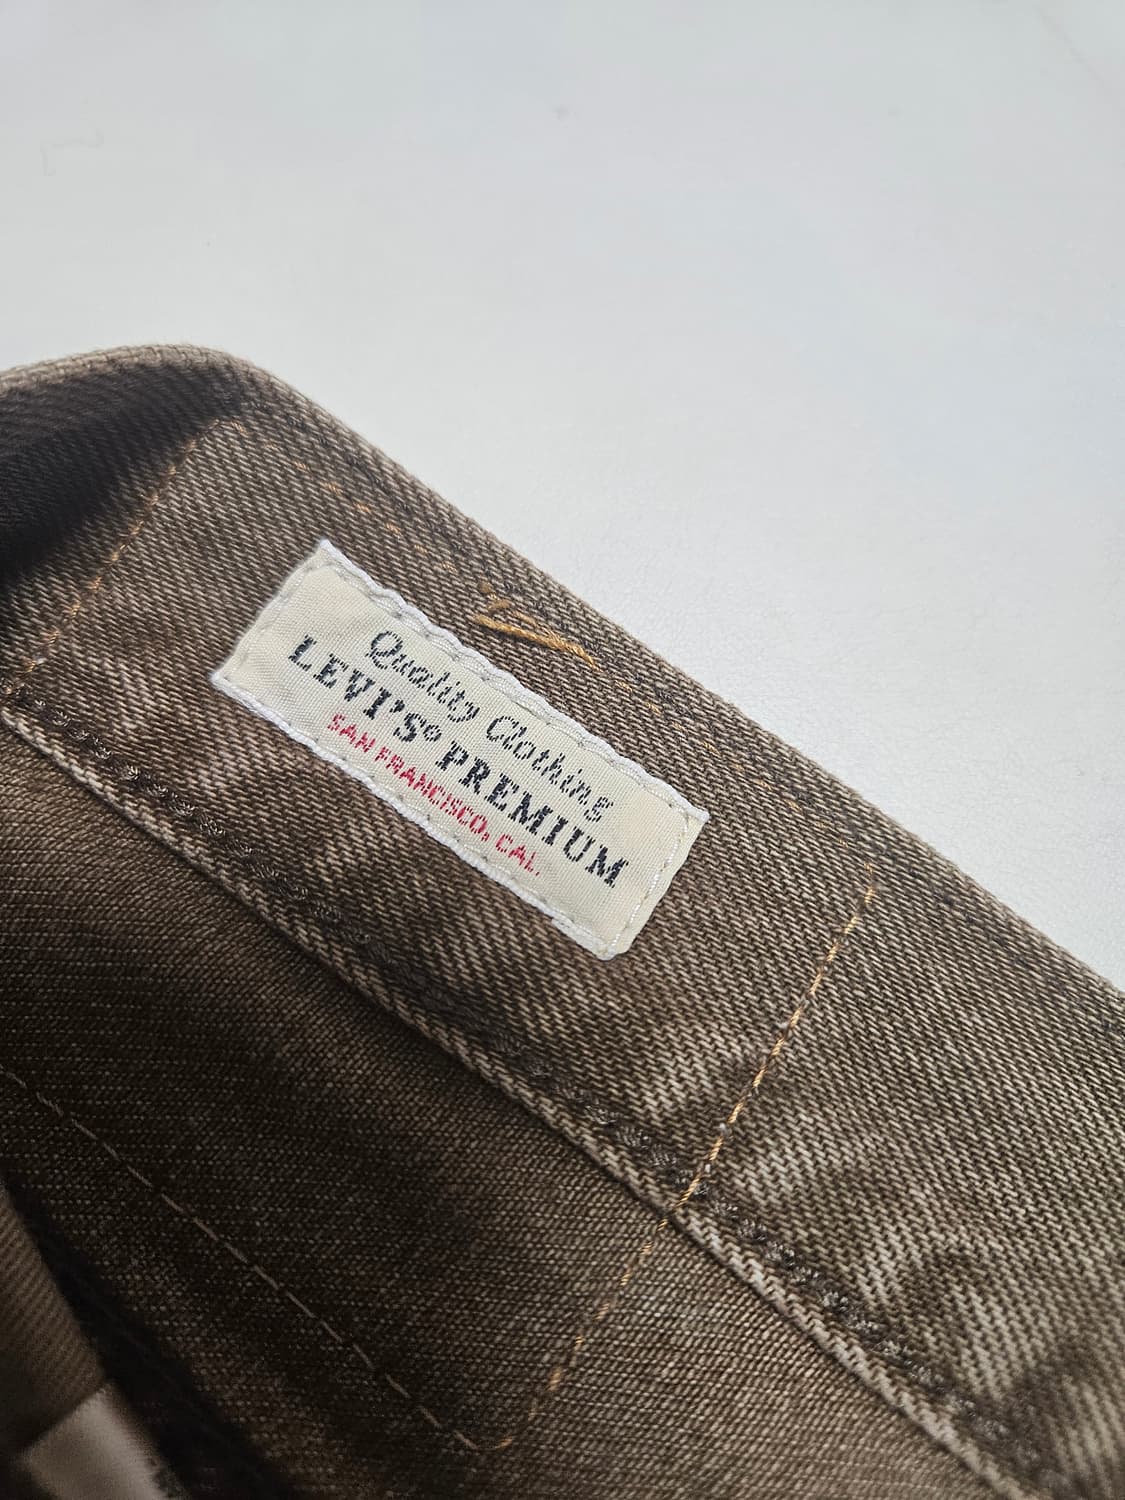 Quality Clothing
LEVI'S® PREMIUM
SAN FRANCISCO, CAL.